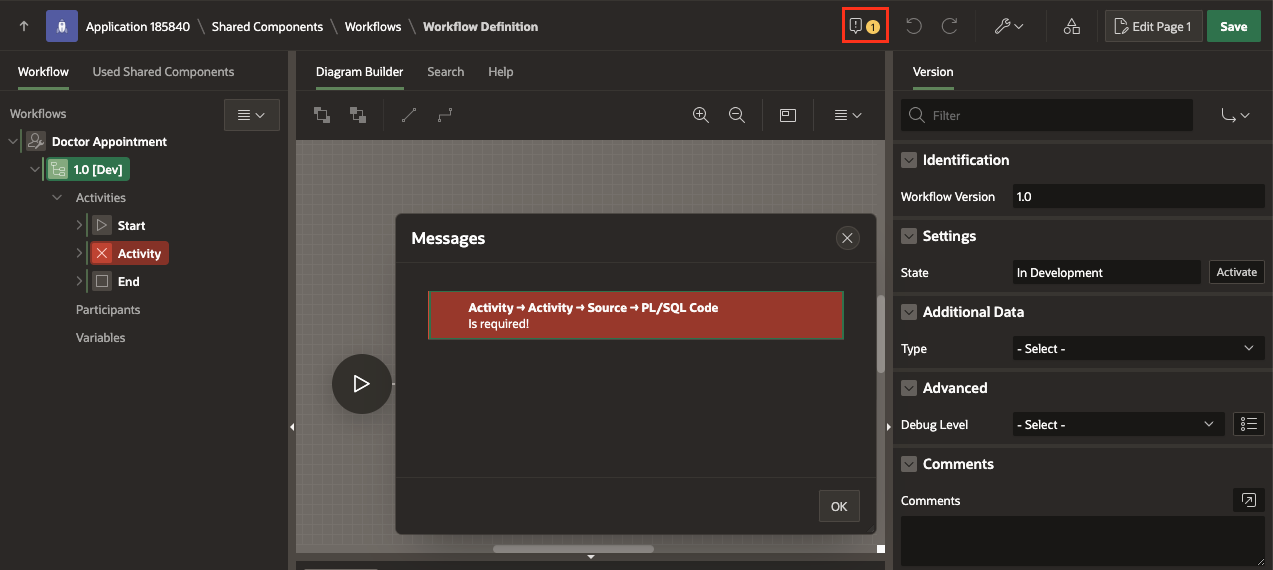 Application 185840 \ Shared Components \ Workflows \ Workflow Definition
1
Edit Page 1
Save
Workflow
Used Shared Components
Workflows
Doctor Appointment
1.0 [Dev]
Activities
Start
Activity
End
Participants
Variables
Diagram Builder
Search
Help
Messages
Activity → Activity → Source → PL/SQL Code
Is required!
OK
Version
Filter
Identification
Workflow Version
1.0
Settings
State
In Development
Activate
Additional Data
Type
- Select -
Advanced
Debug Level
- Select -
Comments
Comments